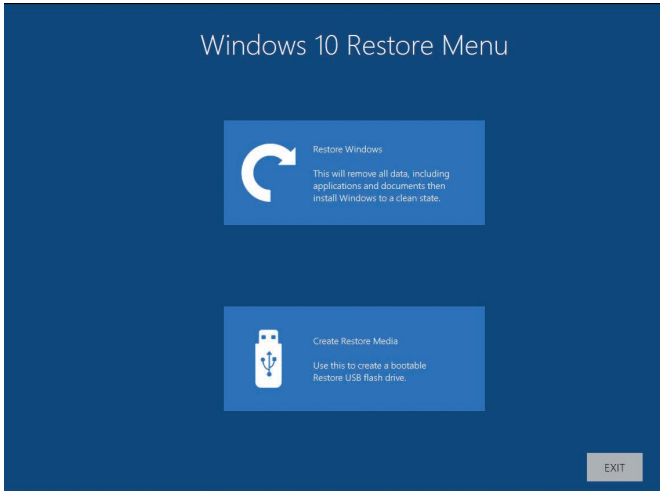 Windows 10 Restore Menu
Restore Windows
This will remove all data, including
applications and documents then
install Windows to a clean state.
Create Restore Media
Use this to create a bootable
Restore USB flash drive.
EXIT